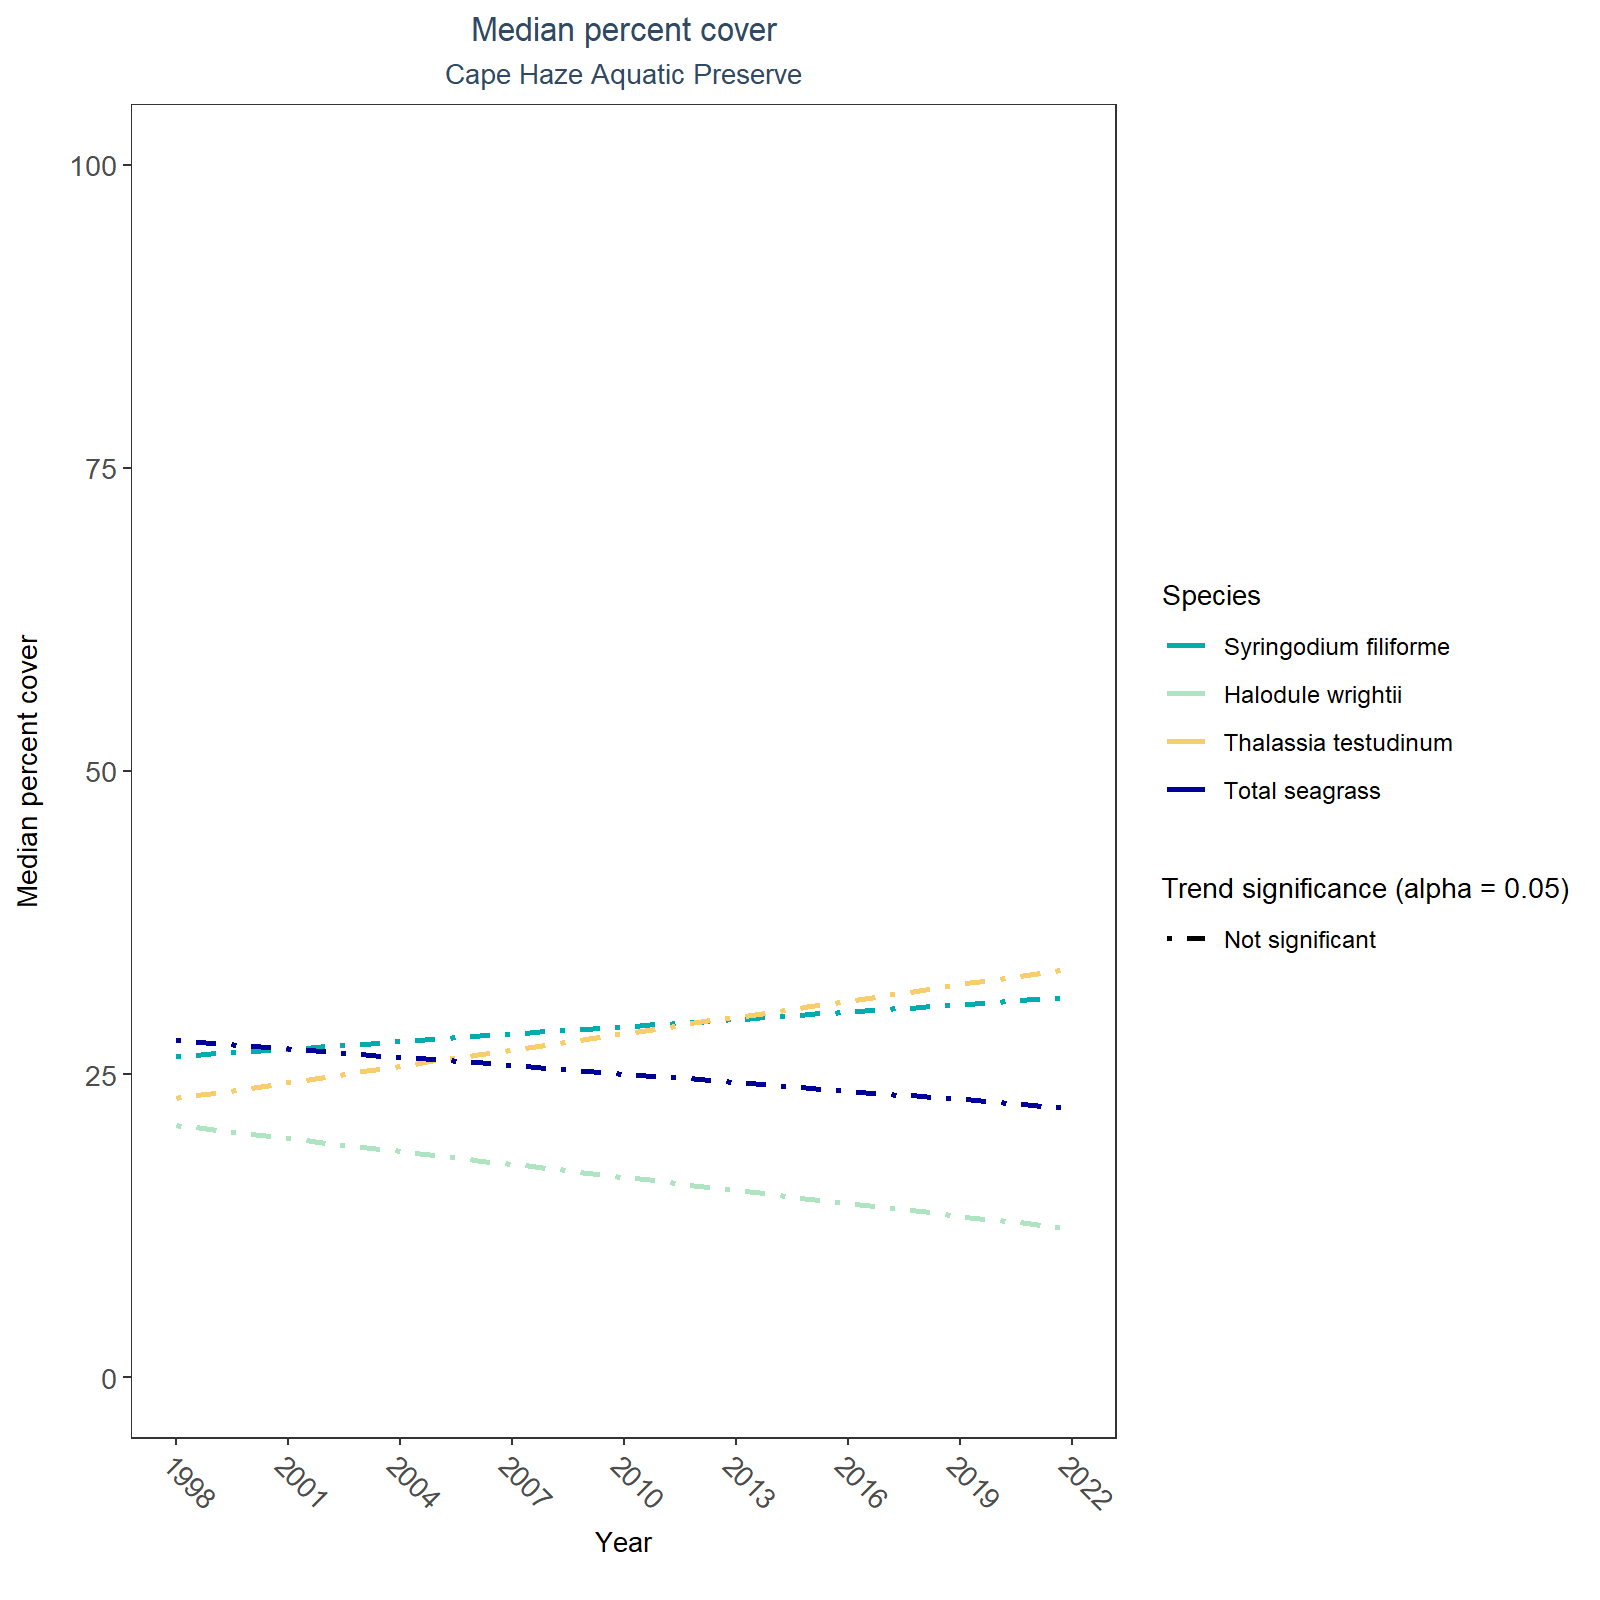 Median percent cover
Cape Haze Aquatic Preserve
Median percent cover
100
75
50
25
0
1998
2001
2004
2007
2010
2013
2016
2019
2022
Year
Species
Syringodium filiforme
Halodule wrightii
Thalassia testudinum
Total seagrass
Trend significance (alpha = 0.05)
Not significant